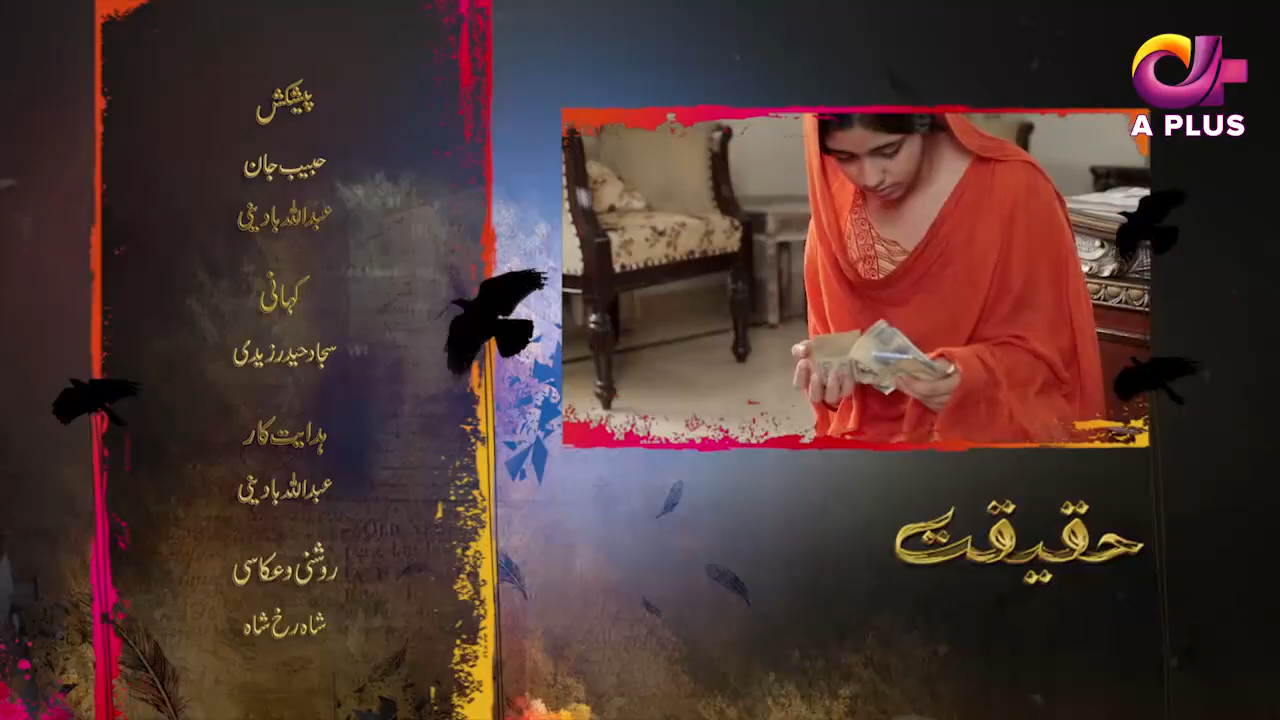 پیشکش
حبیب جان
عبداللہ بادینی
کہانی
سجاد حیدر زیدی
ہدایت کار
عبداللہ بادینی
روشنی و عکاسی
شاہ رخ شاہ
A PLUS
حقیقت